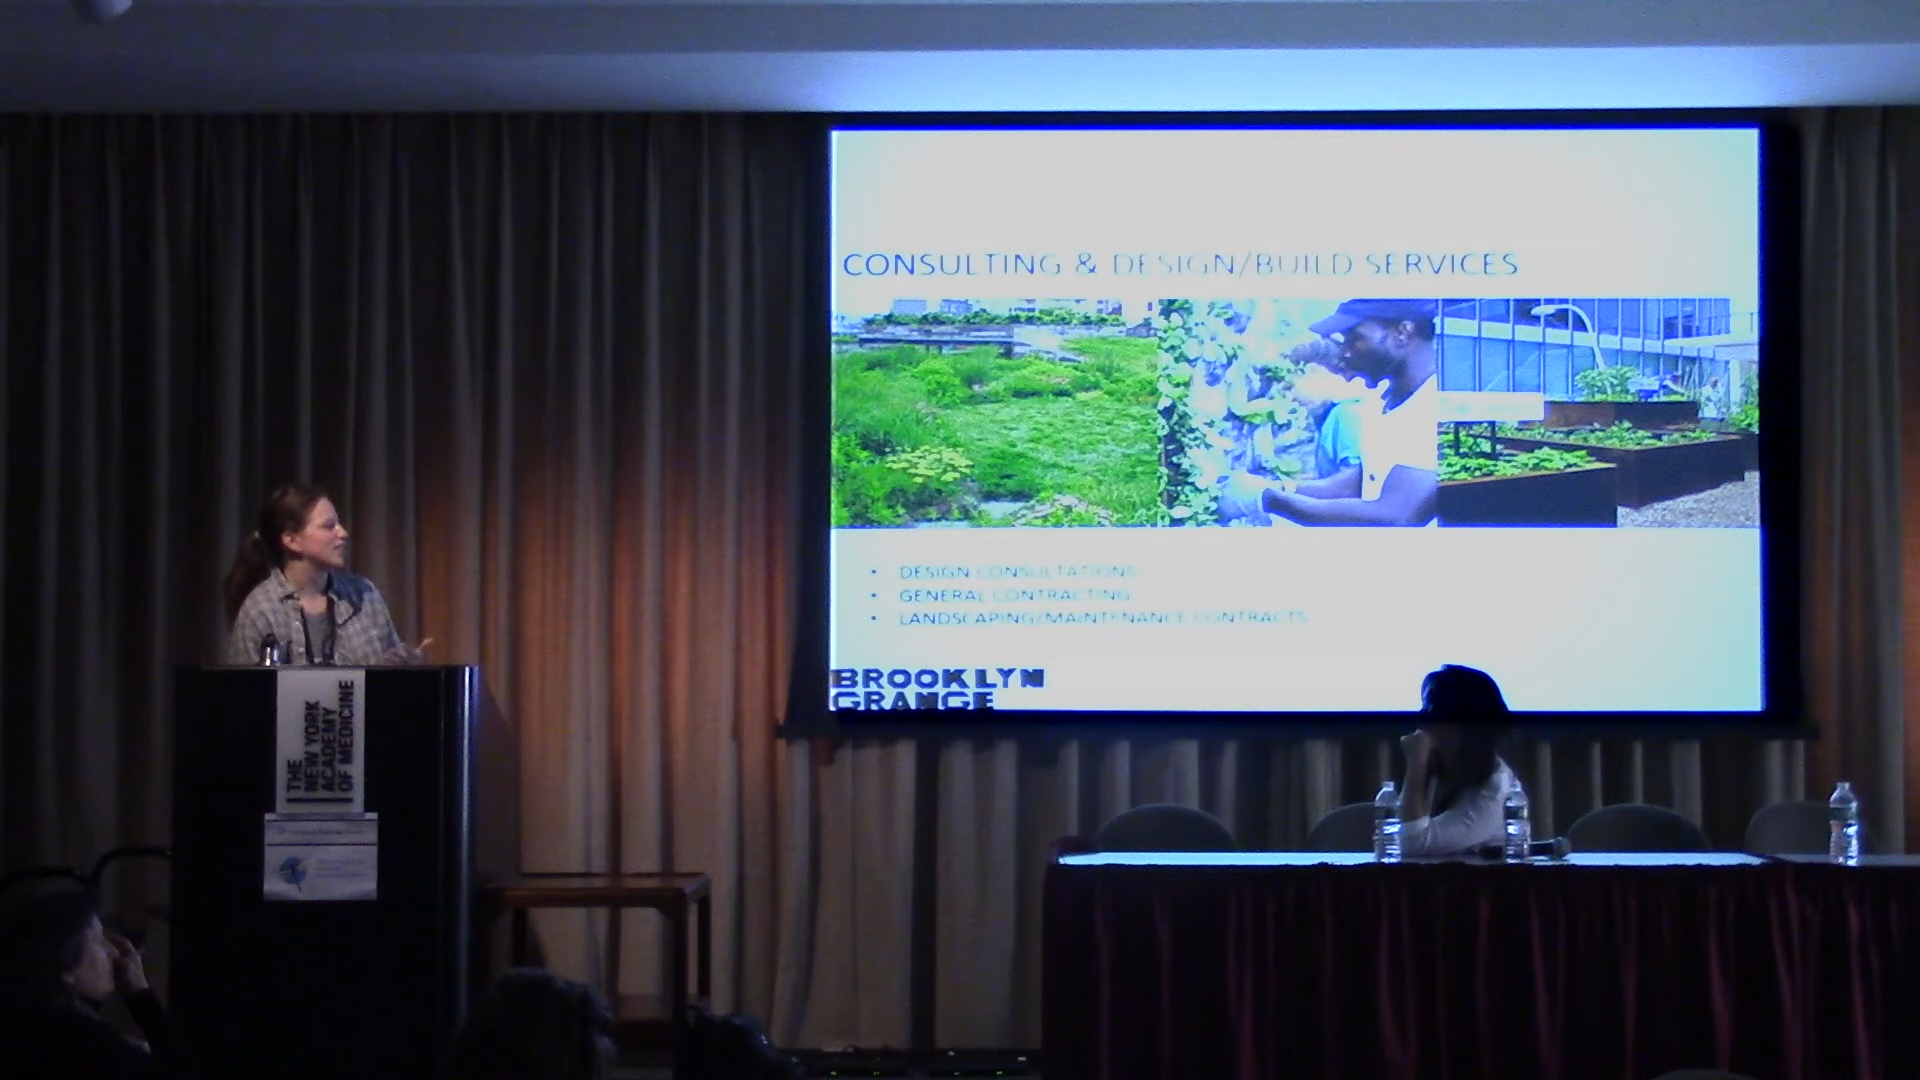 CONSULTING & DESIGN/BUILD SERVICES
• DESIGN CONSULTATIONS
• GENERAL CONTRACTING
• LANDSCAPING/MAINTENANCE CONTRACTS
BROOKLYN
GRANGE
THE
NEW YORK
ACADEMY
OF MEDICINE